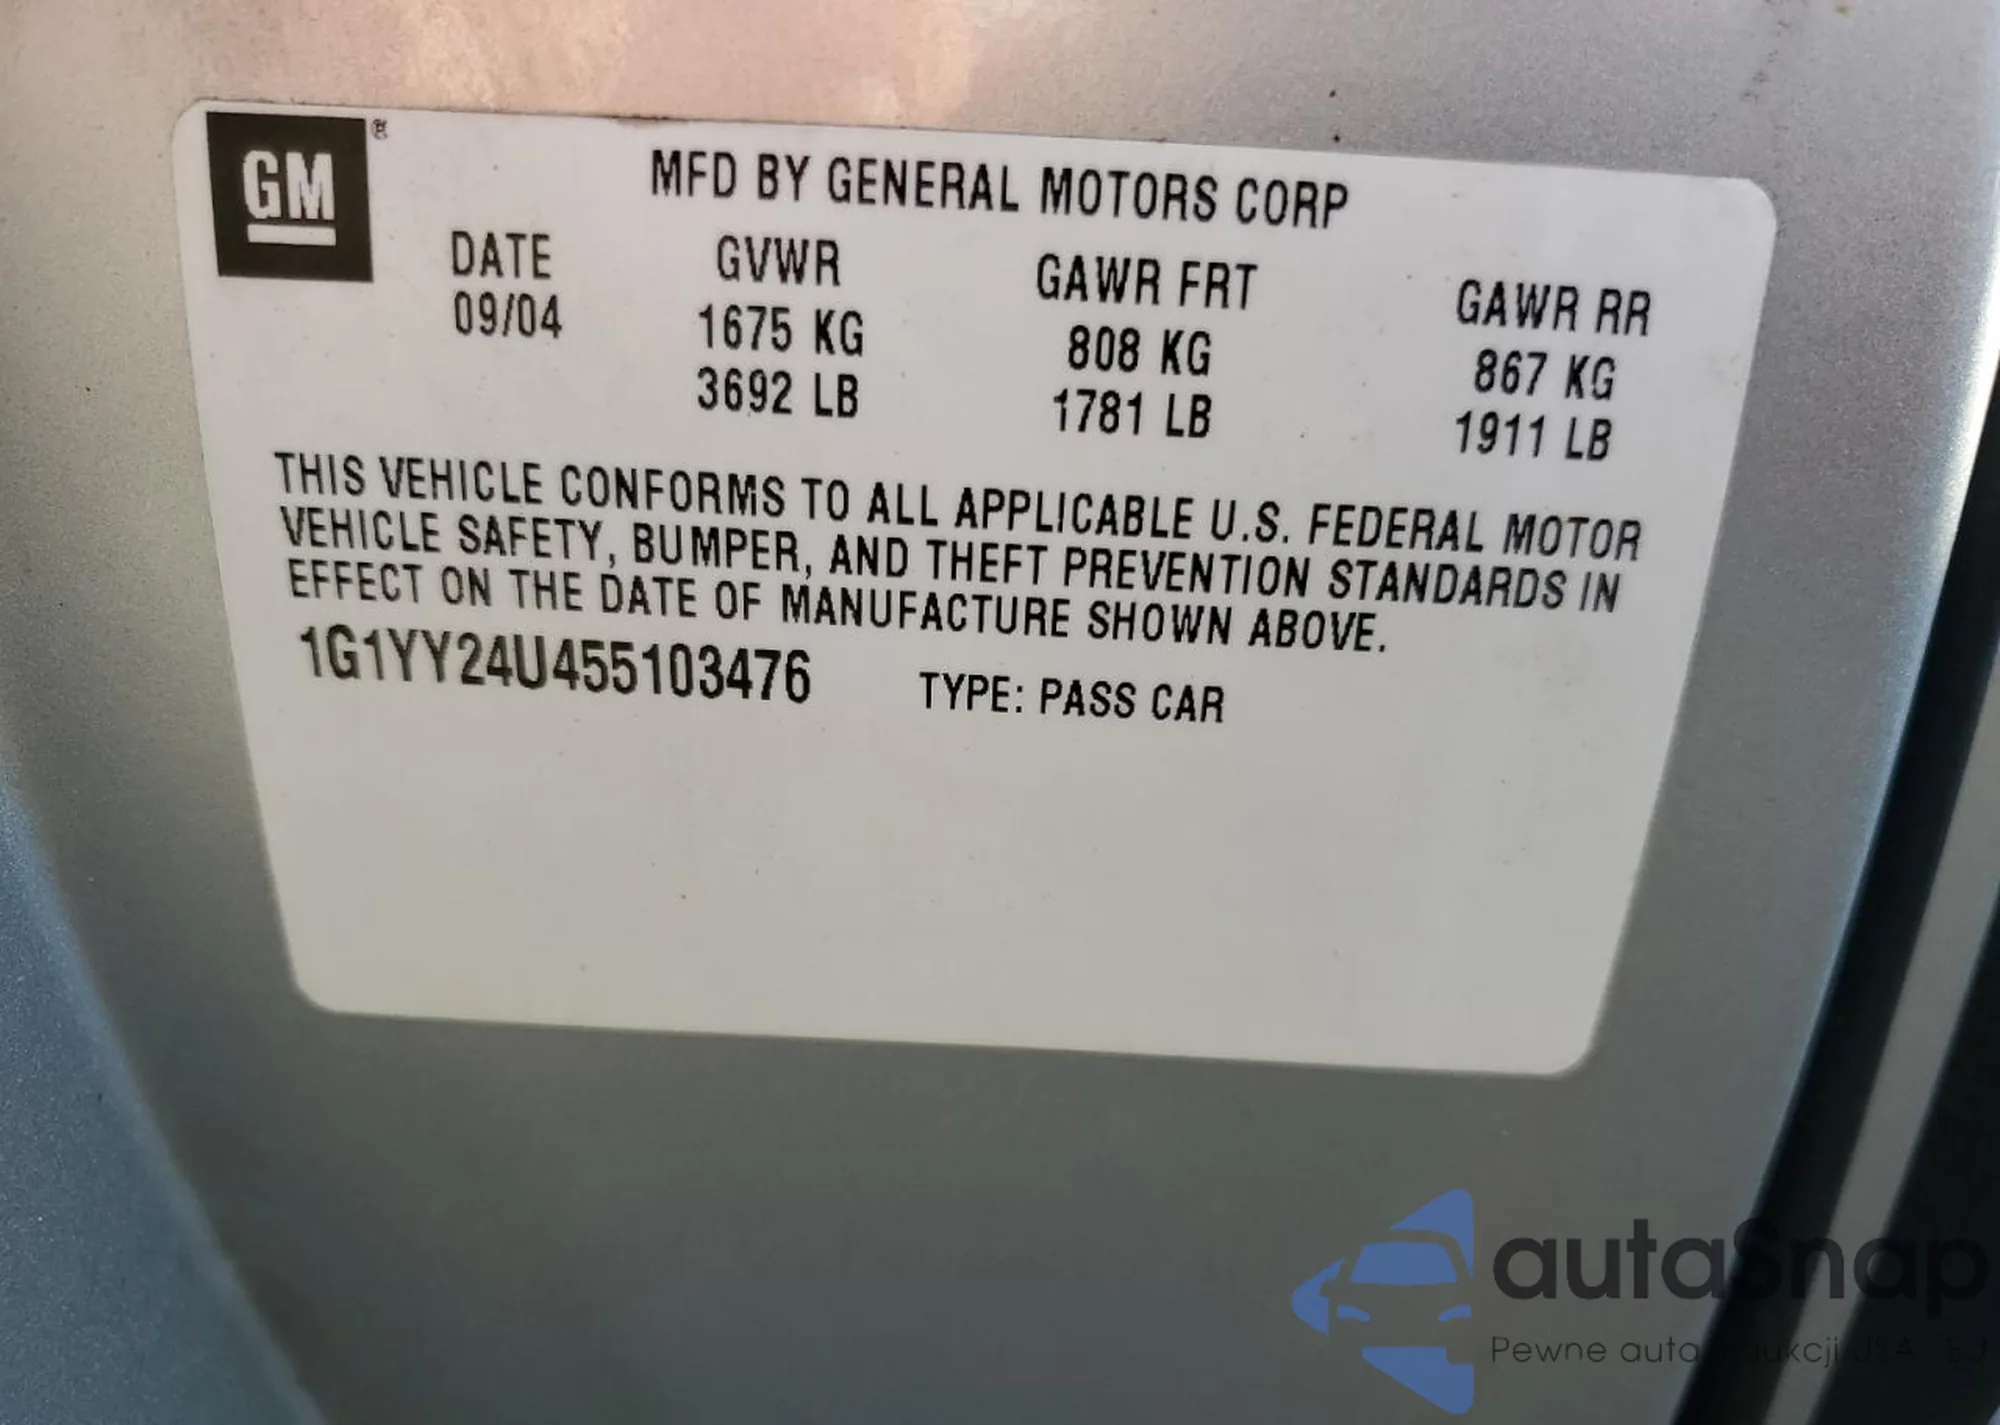 GM ®
MFD BY GENERAL MOTORS CORP
DATE GVWR GAWR FRT GAWR RR
09/04 1675 KG 808 KG 867 KG
3692 LB 1781 LB 1911 LB
THIS VEHICLE CONFORMS TO ALL APPLICABLE U.S. FEDERAL MOTOR
VEHICLE SAFETY, BUMPER, AND THEFT PREVENTION STANDARDS IN
EFFECT ON THE DATE OF MANUFACTURE SHOWN ABOVE.
1G1YY24U455103476 TYPE: PASS CAR
autasnap
Pewne auta